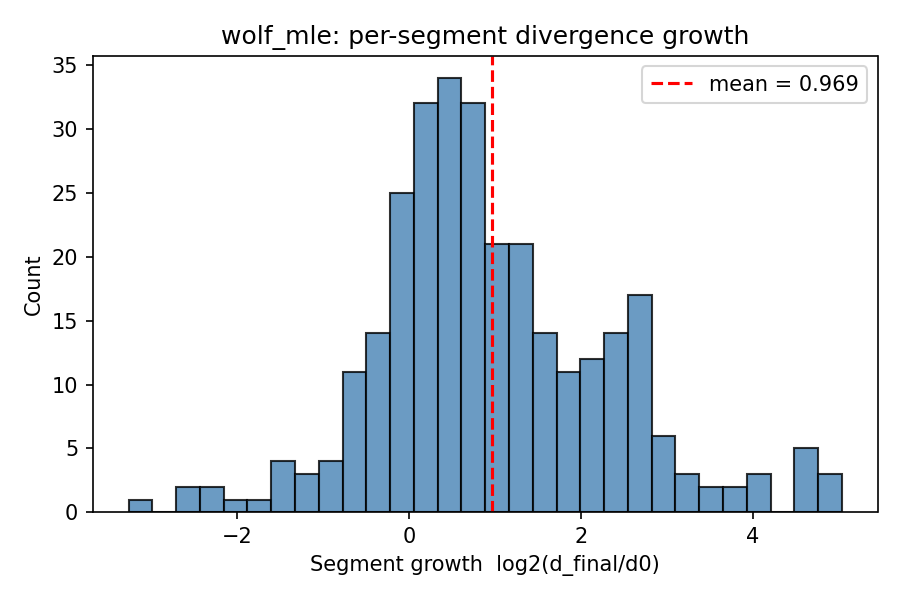 wolf_mle: per-segment divergence growth
mean = 0.969
Count
35
30
25
20
15
10
5
0
−2 0 2 4
Segment growth  log2(d_final/d0)